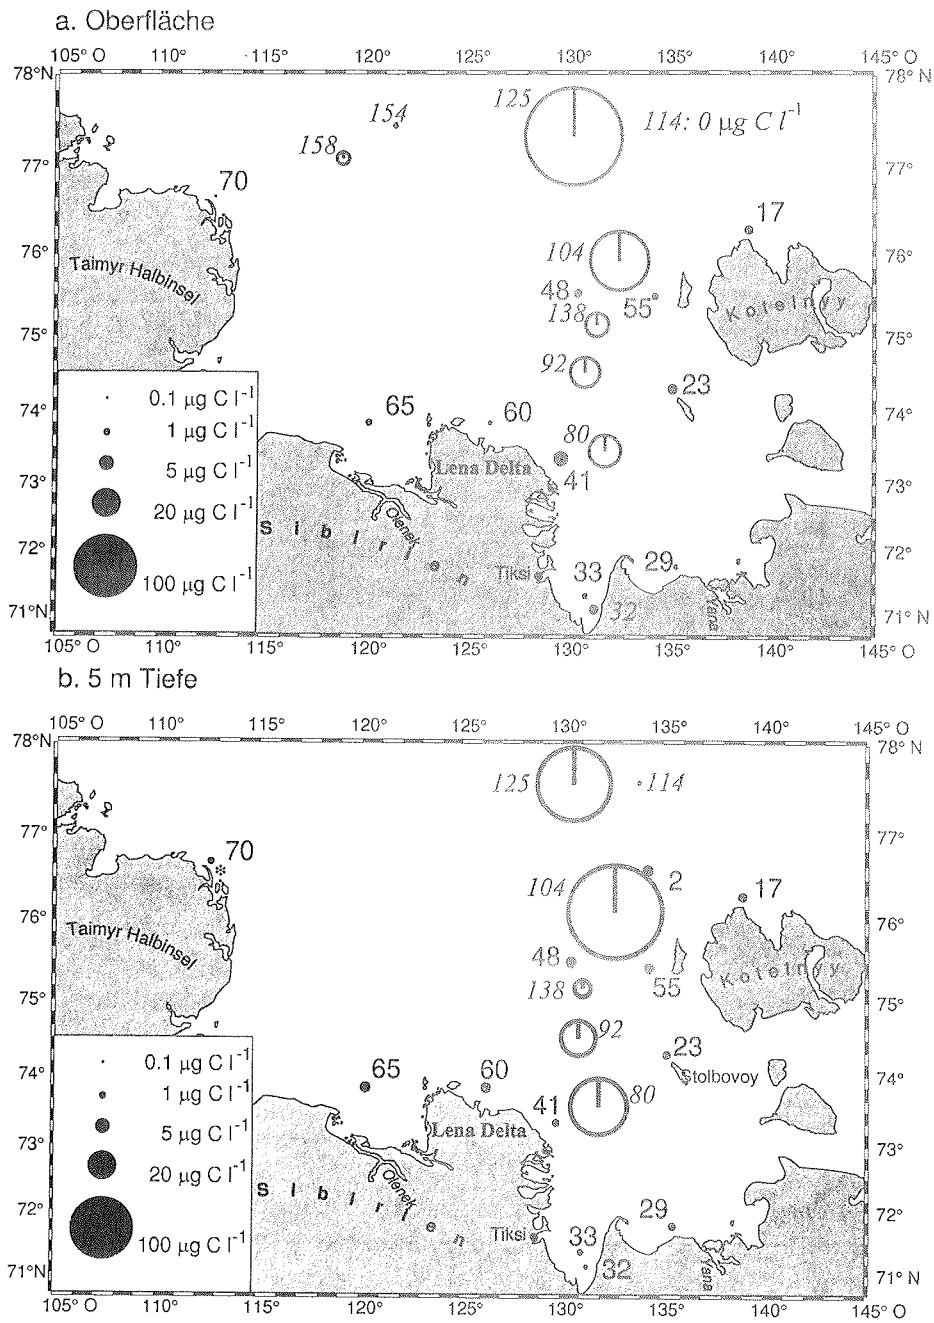 a. Oberfläche
105° O 110° 115° 120° 125° 130° 135° 140° 145° O
78°N 78° N
125
154
114: 0 µg C l⁻¹
158
77° 77°
70
17
76° 104 76°
Taimyr Halbinsel
48
55
Kotelnyy
138
75° 75°
92
23
0.1 µg C l⁻¹
74° 65 60 74°
1 µg C l⁻¹
80
5 µg C l⁻¹
Lena Delta
73° 41 73°
20 µg C l⁻¹
Olenek
Sibirien
72° 72°
Tiksi
33
29
100 µg C l⁻¹
32
Yana
71°N 71° N
105° O 110° 115° 120° 125° 130° 135° 140° 145° O
b. 5 m Tiefe
105° O 110° 115° 120° 125° 130° 135° 140° 145° O
78°N 78° N
125
114
77° 77°
70
2
104
17
76° 76°
Taimyr Halbinsel
48
55
Kotelnyy
138
75° 75°
92
23
0.1 µg C l⁻¹
65
60
Stolbovoy
74° 74°
1 µg C l⁻¹
80
41
5 µg C l⁻¹
Lena Delta
73° 73°
20 µg C l⁻¹
Olenek
Sibirien
72° 29 72°
Tiksi
33
100 µg C l⁻¹
32
Yana
71°N 71° N
105° O 110° 115° 120° 125° 130° 135° 140° 145° O